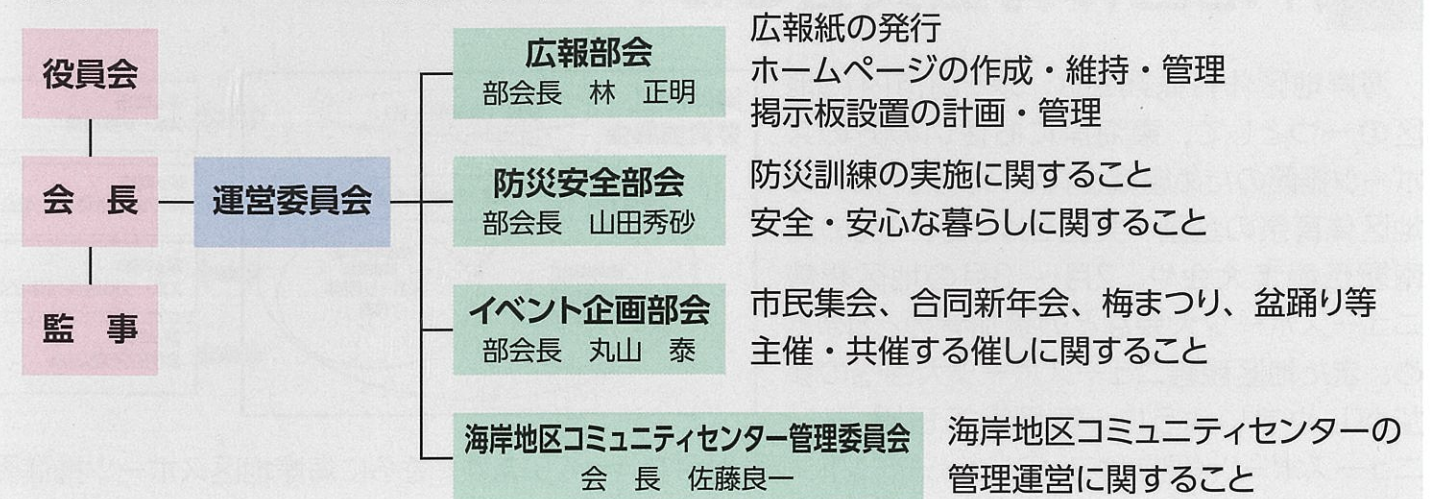 役員会
会 長
監 事
運営委員会
広報部会
部会長 林 正明
広報紙の発行
ホームページの作成・維持・管理
掲示板設置の計画・管理
防災安全部会
部会長 山田秀砂
防災訓練の実施に関すること
安全・安心な暮らしに関すること
イベント企画部会
部会長 丸山 泰
市民集会、合同新年会、梅まつり、盆踊り等
主催・共催する催しに関すること
海岸地区コミュニティセンター管理委員会
会 長 佐藤良一
海岸地区コミュニティセンターの
管理運営に関すること